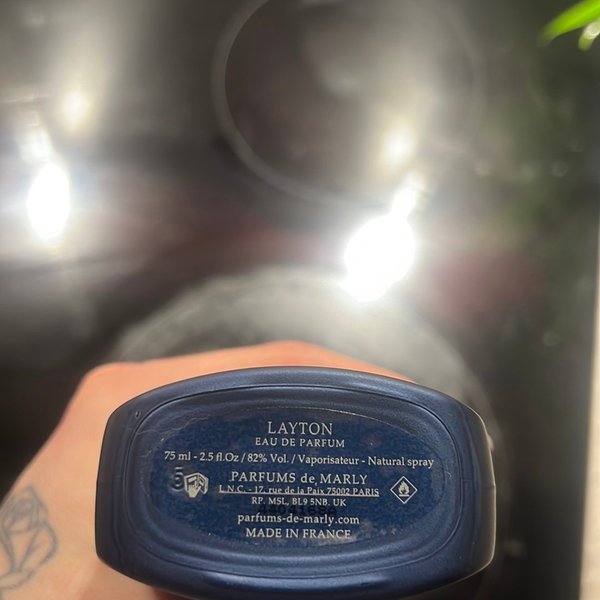 LAYTON
EAU DE PARFUM
75 ml - 2.5 fl.Oz / 82% Vol. / Vaporisateur - Natural spray
PARFUMS de MARLY
L.N.C. - 17, rue de la Paix 75002 PARIS
RP. MSL, BL9 5NB. UK
parfums-de-marly.com
MADE IN FRANCE